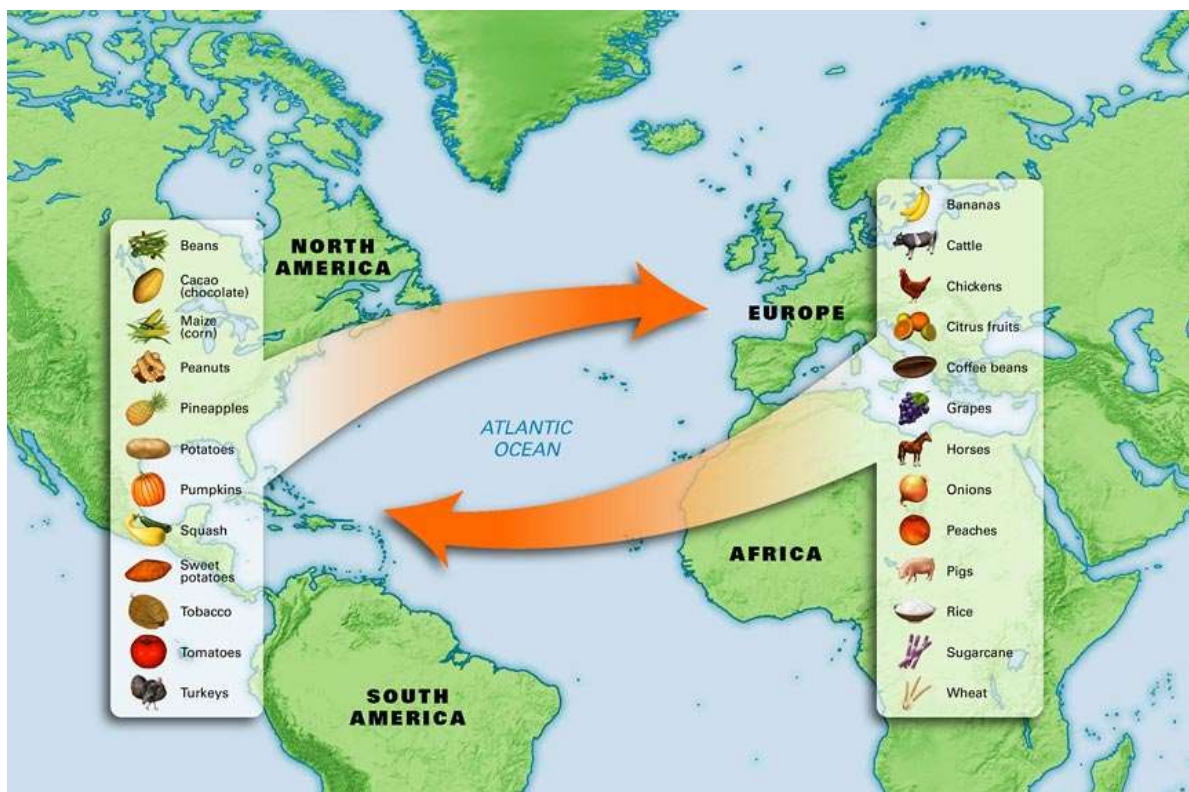 Beans
Cacao
(chocolate)
Maize
(corn)
Peanuts
Pineapples
Potatoes
Pumpkins
Squash
Sweet
potatoes
Tobacco
Tomatoes
Turkeys
NORTH
AMERICA
ATLANTIC
OCEAN
SOUTH
AMERICA
EUROPE
AFRICA
Bananas
Cattle
Chickens
Citrus fruits
Coffee beans
Grapes
Horses
Onions
Peaches
Pigs
Rice
Sugarcane
Wheat